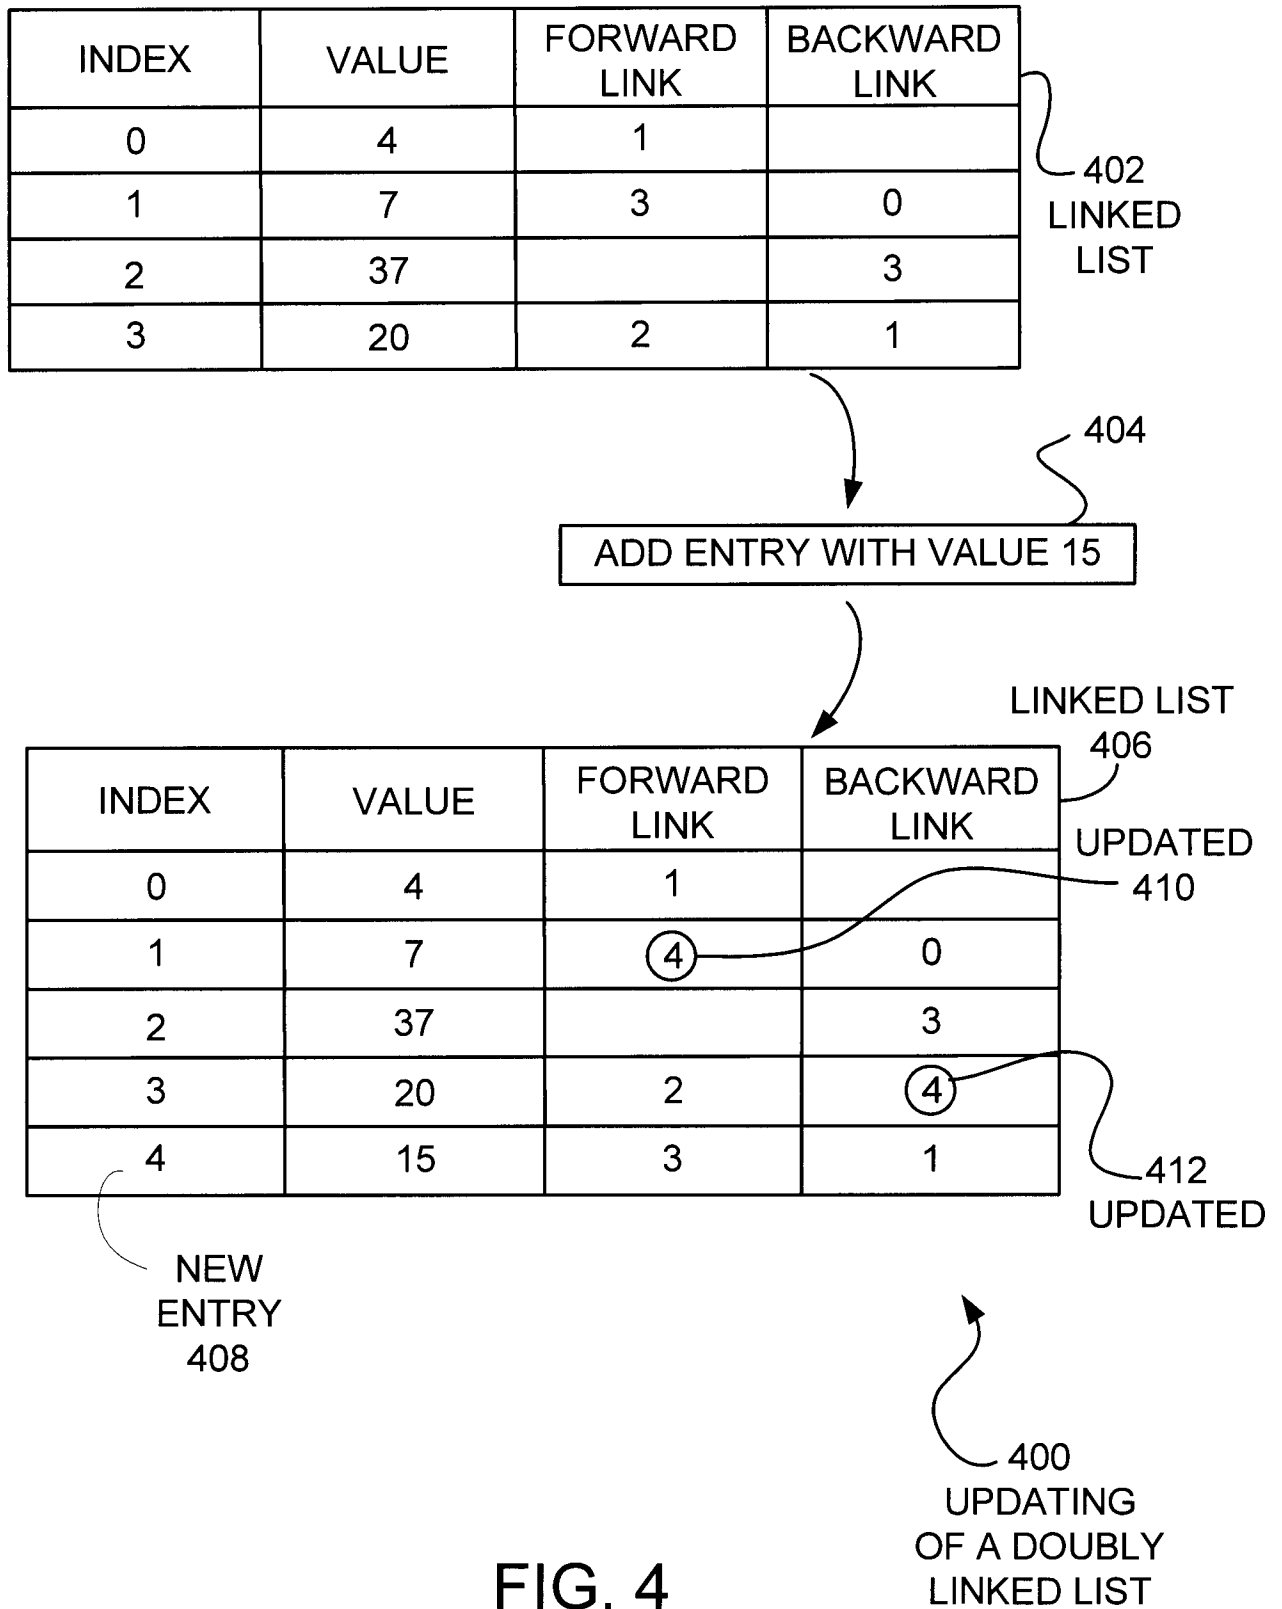 INDEX VALUE FORWARD LINK BACKWARD LINK
0 4 1
1 7 3 0
2 37 3
3 20 2 1
402
LINKED
LIST
404
ADD ENTRY WITH VALUE 15
LINKED LIST
406
INDEX VALUE FORWARD LINK BACKWARD LINK
UPDATED
410
0 4 1
1 7 4 0
2 37 3
3 20 2 4
4 15 3 1
412
UPDATED
NEW
ENTRY
408
400
UPDATING
OF A DOUBLY
LINKED LIST
FIG. 4